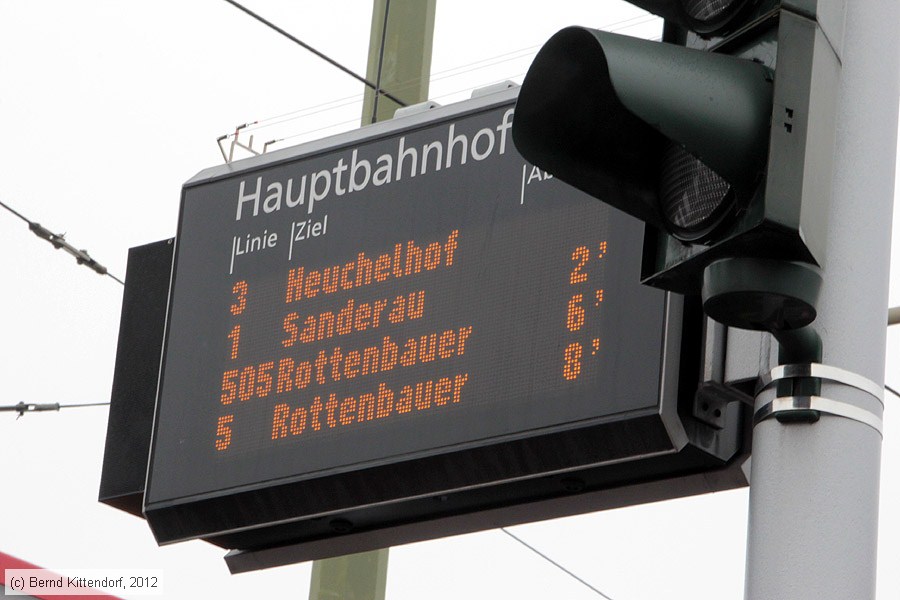 Hauptbahnhof
Linie Ziel
3 Heuchelhof 2'
1 Sanderau 6'
505 Rottenbauer 8'
5 Rottenbauer
(c) Bernd Kittendorf, 2012